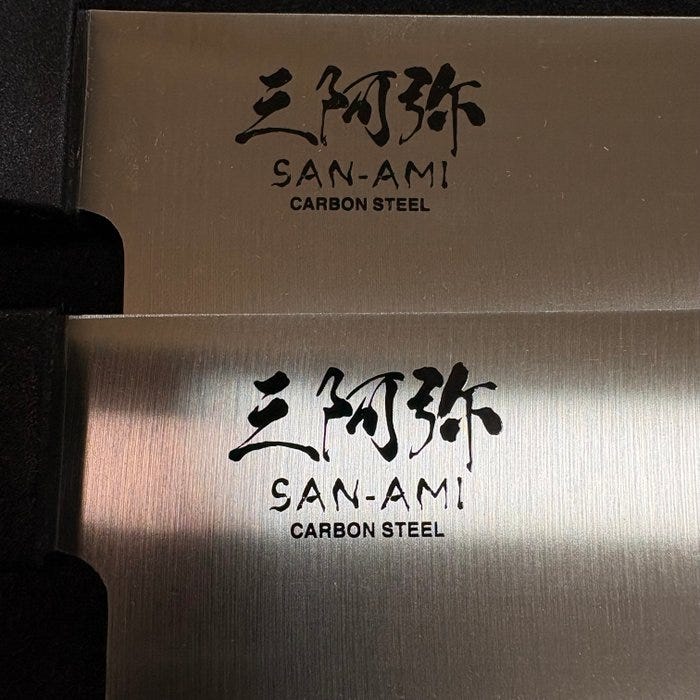 三阿弥
SAN-AMI
CARBON STEEL
三阿弥
SAN-AMI
CARBON STEEL